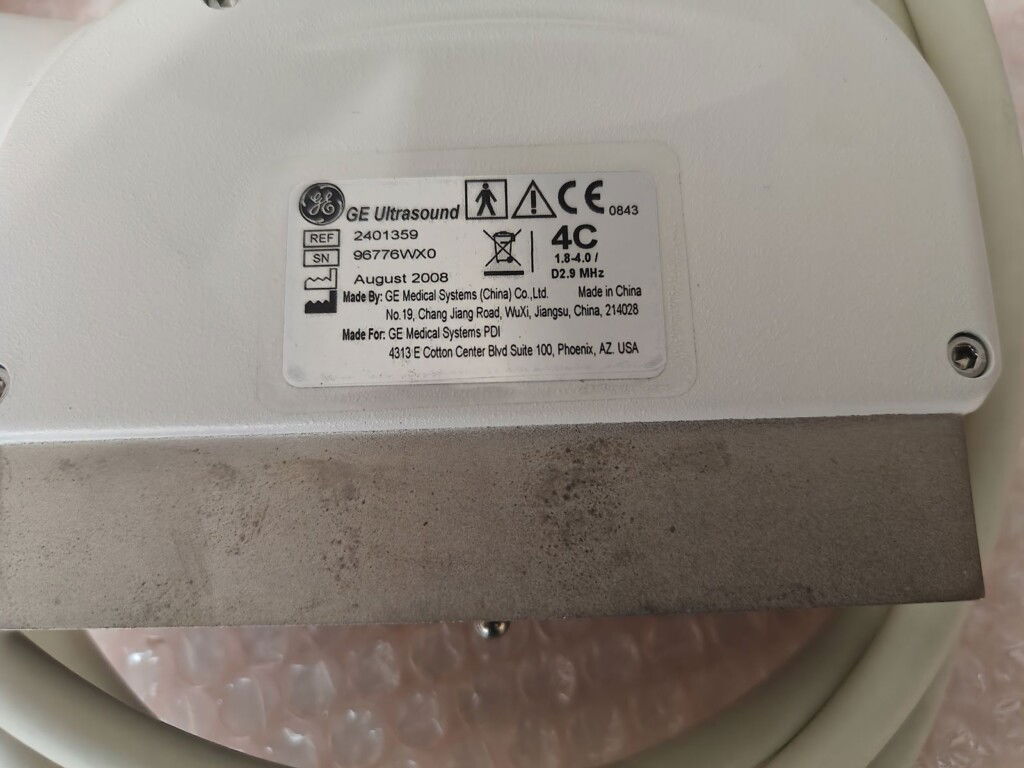 GE GE Ultrasound CE 0843
REF 2401359
SN 96776WX0
4C
1.8-4.0 /
D2.9 MHz
August 2008
Made By: GE Medical Systems (China) Co.,Ltd. Made in China
No.19, Chang Jiang Road, WuXi, Jiangsu, China, 214028
Made For: GE Medical Systems PDI
4313 E Cotton Center Blvd Suite 100, Phoenix, AZ. USA